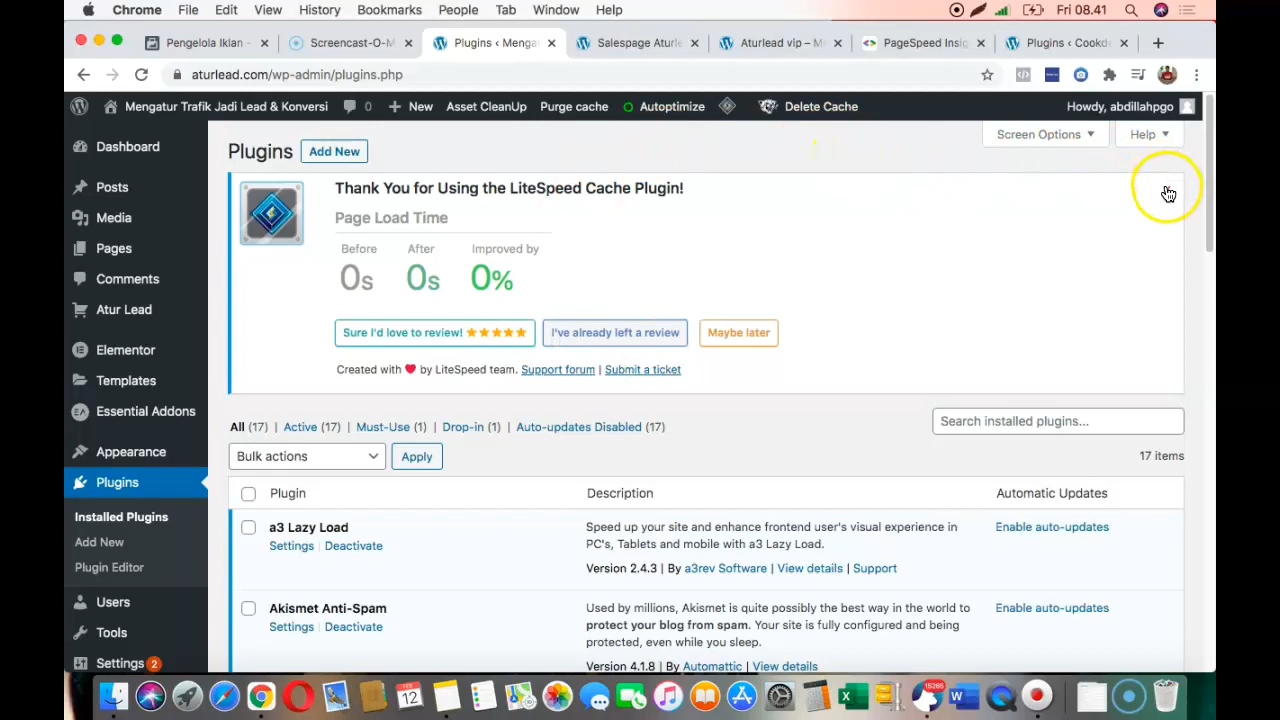 Chrome File Edit View History Bookmarks People Tab Window Help Fri 08.41
Pengelola Iklan - Screencast-O-M Plugins ‹ Menga Salespage Aturle Aturlead vip – M PageSpeed Insi Plugins ‹ Cookd
aturlead.com/wp-admin/plugins.php
Mengatur Trafik Jadi Lead & Konversi 0 New Asset CleanUp Purge cache Autoptimize Delete Cache Howdy, abdillahpgo
Screen Options Help
Plugins Add New
Dashboard
Posts
Media
Pages
Comments
Atur Lead
Elementor
Templates
Essential Addons
Appearance
Plugins
Installed Plugins
Add New
Plugin Editor
Users
Tools
Settings 2
Thank You for Using the LiteSpeed Cache Plugin!
Page Load Time
Before After Improved by
0s 0s 0%
Sure I'd love to review! ★★★★★ I've already left a review Maybe later
Created with ❤ by LiteSpeed team. Support forum | Submit a ticket
All (17) | Active (17) | Must-Use (1) | Drop-in (1) | Auto-updates Disabled (17)
Search installed plugins...
Bulk actions Apply 17 items
Plugin Description Automatic Updates
a3 Lazy Load
Settings | Deactivate
Speed up your site and enhance frontend user's visual experience in
PC's, Tablets and mobile with a3 Lazy Load.
Version 2.4.3 | By a3rev Software | View details | Support
Enable auto-updates
Akismet Anti-Spam
Settings | Deactivate
Used by millions, Akismet is quite possibly the best way in the world to
protect your blog from spam. Your site is fully configured and being
protected, even while you sleep.
Version 4.1.8 | By Automattic | View details
Enable auto-updates
FEB
12
15265